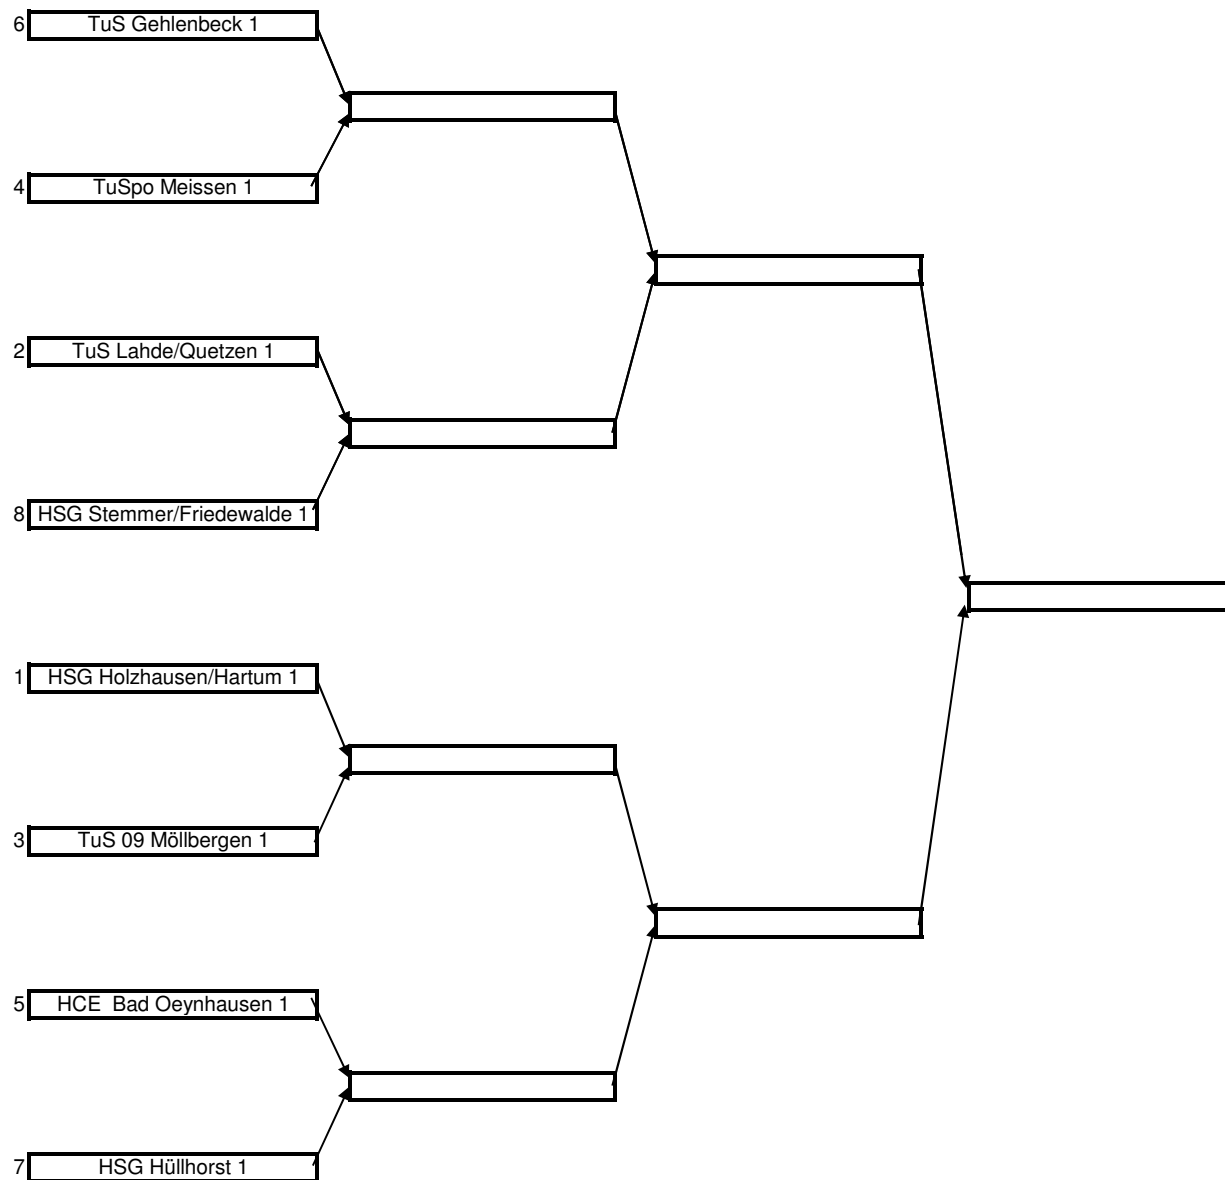 6 TuS Gehlenbeck 1
4 TuSpo Meissen 1
2 TuS Lahde/Quetzen 1
8 HSG Stemmer/Friedewalde 1
1 HSG Holzhausen/Hartum 1
3 TuS 09 Möllbergen 1
5 HCE  Bad Oeynhausen 1
7 HSG Hüllhorst 1